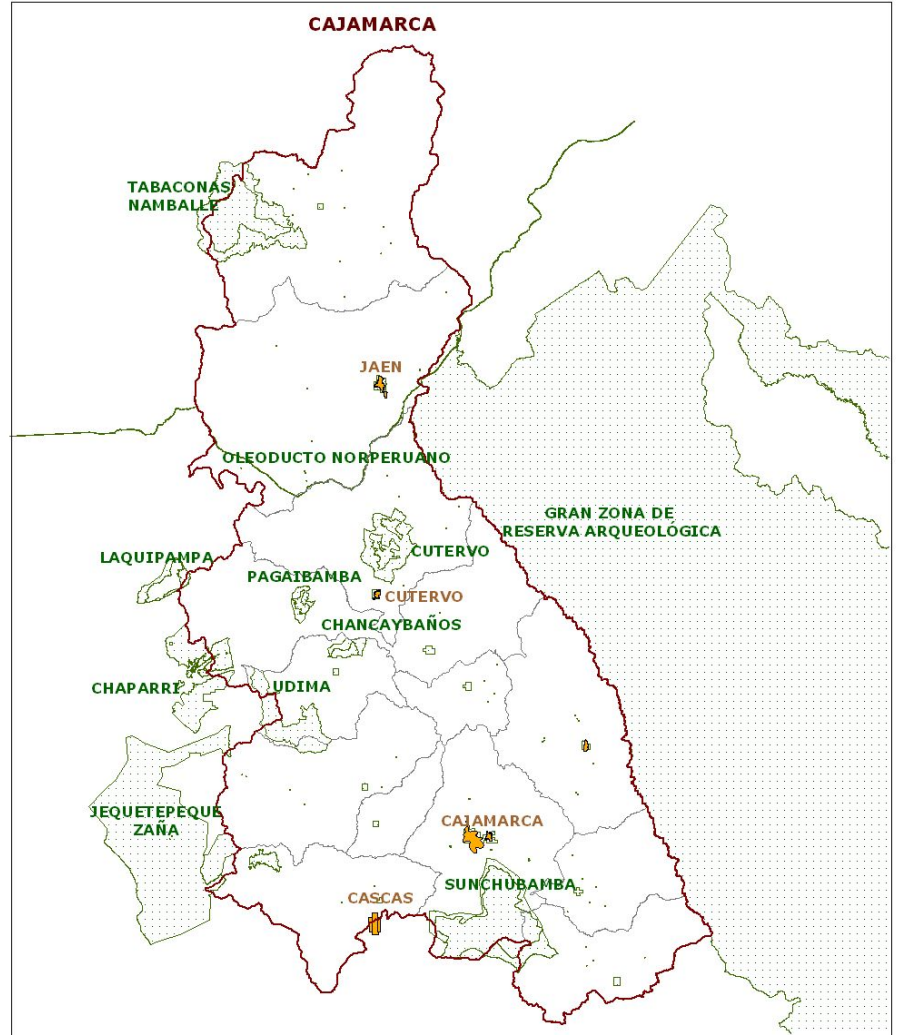 CAJAMARCA
TABACONAS
NAMBALLE
JAEN
OLEODUCTO NORPERUANO
GRAN ZONA DE
RESERVA ARQUEOLÓGICA
LAQUIPAMPA
CUTERVO
PAGAIBAMBA
CUTERVO
CHANCAYBAÑOS
CHAPARRI
UDIMA
JEQUETEPEQUE
ZAÑA
CAJAMARCA
SUNCHUBAMBA
CASCAS